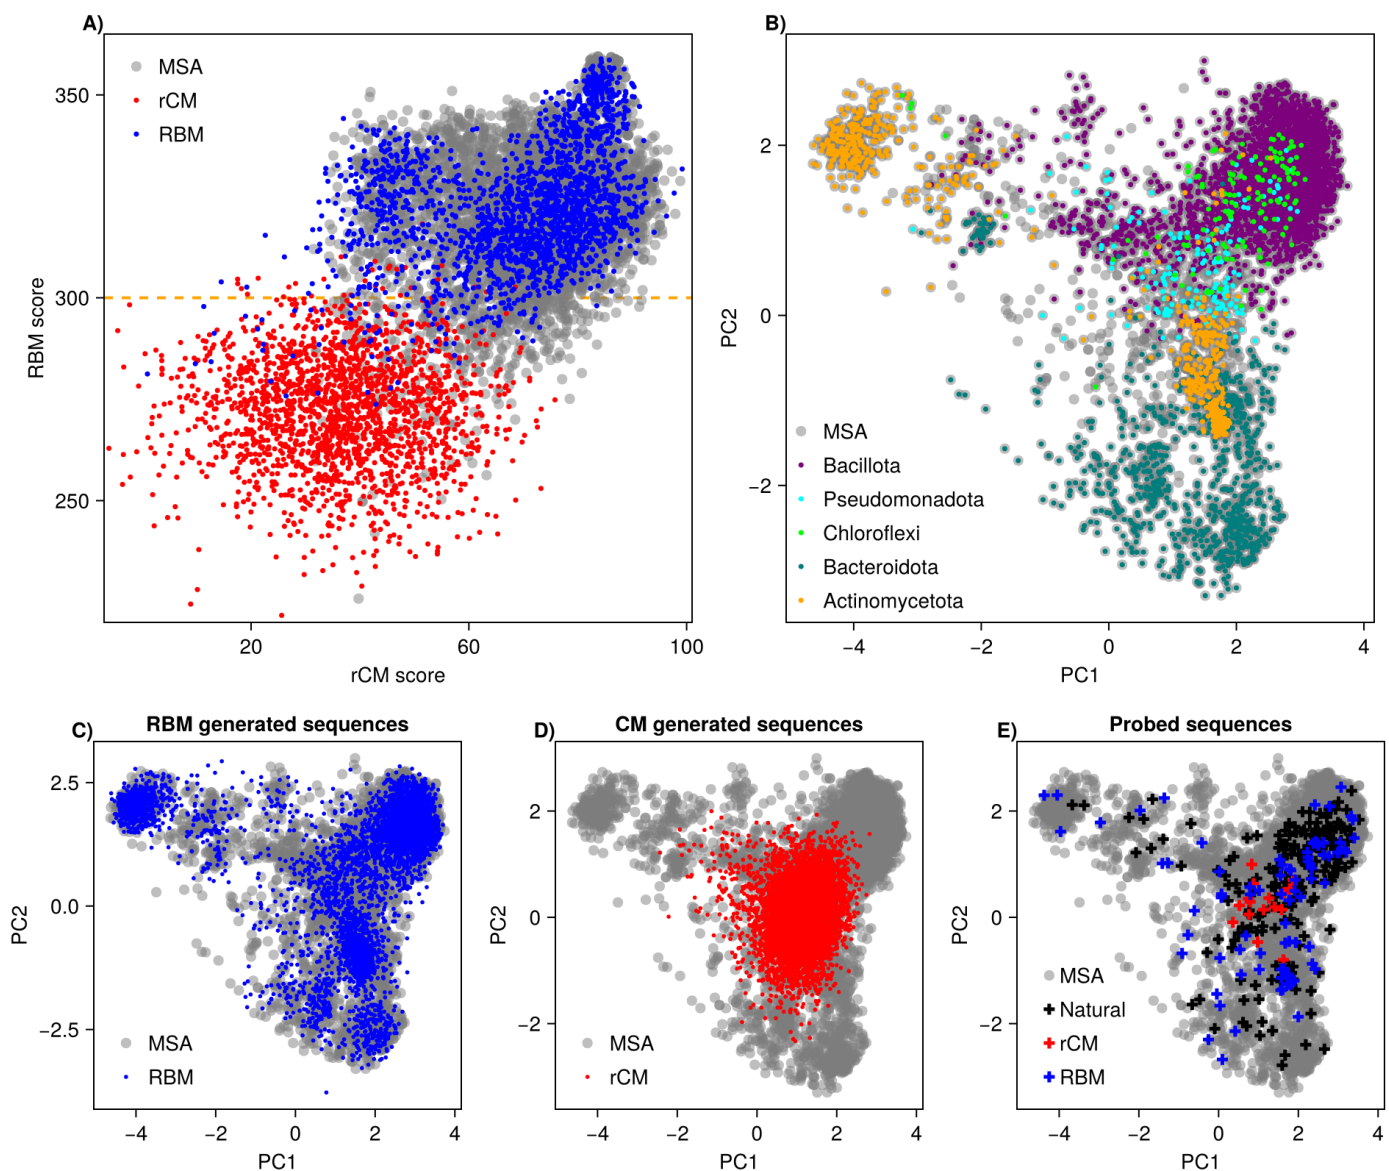 A)
MSA
rCM
RBM
350
300
250
RBM score
20
60
100
rCM score
B)
2
0
−2
PC2
MSA
Bacillota
Pseudomonadota
Chloroflexi
Bacteroidota
Actinomycetota
−4
−2
0
2
4
PC1
C)
RBM generated sequences
2.5
0.0
−2.5
PC2
MSA
RBM
−4
−2
0
2
4
PC1
D)
CM generated sequences
2
0
−2
PC2
MSA
rCM
−4
−2
0
2
4
PC1
E)
Probed sequences
2
0
−2
PC2
MSA
Natural
rCM
RBM
−4
−2
0
2
4
PC1